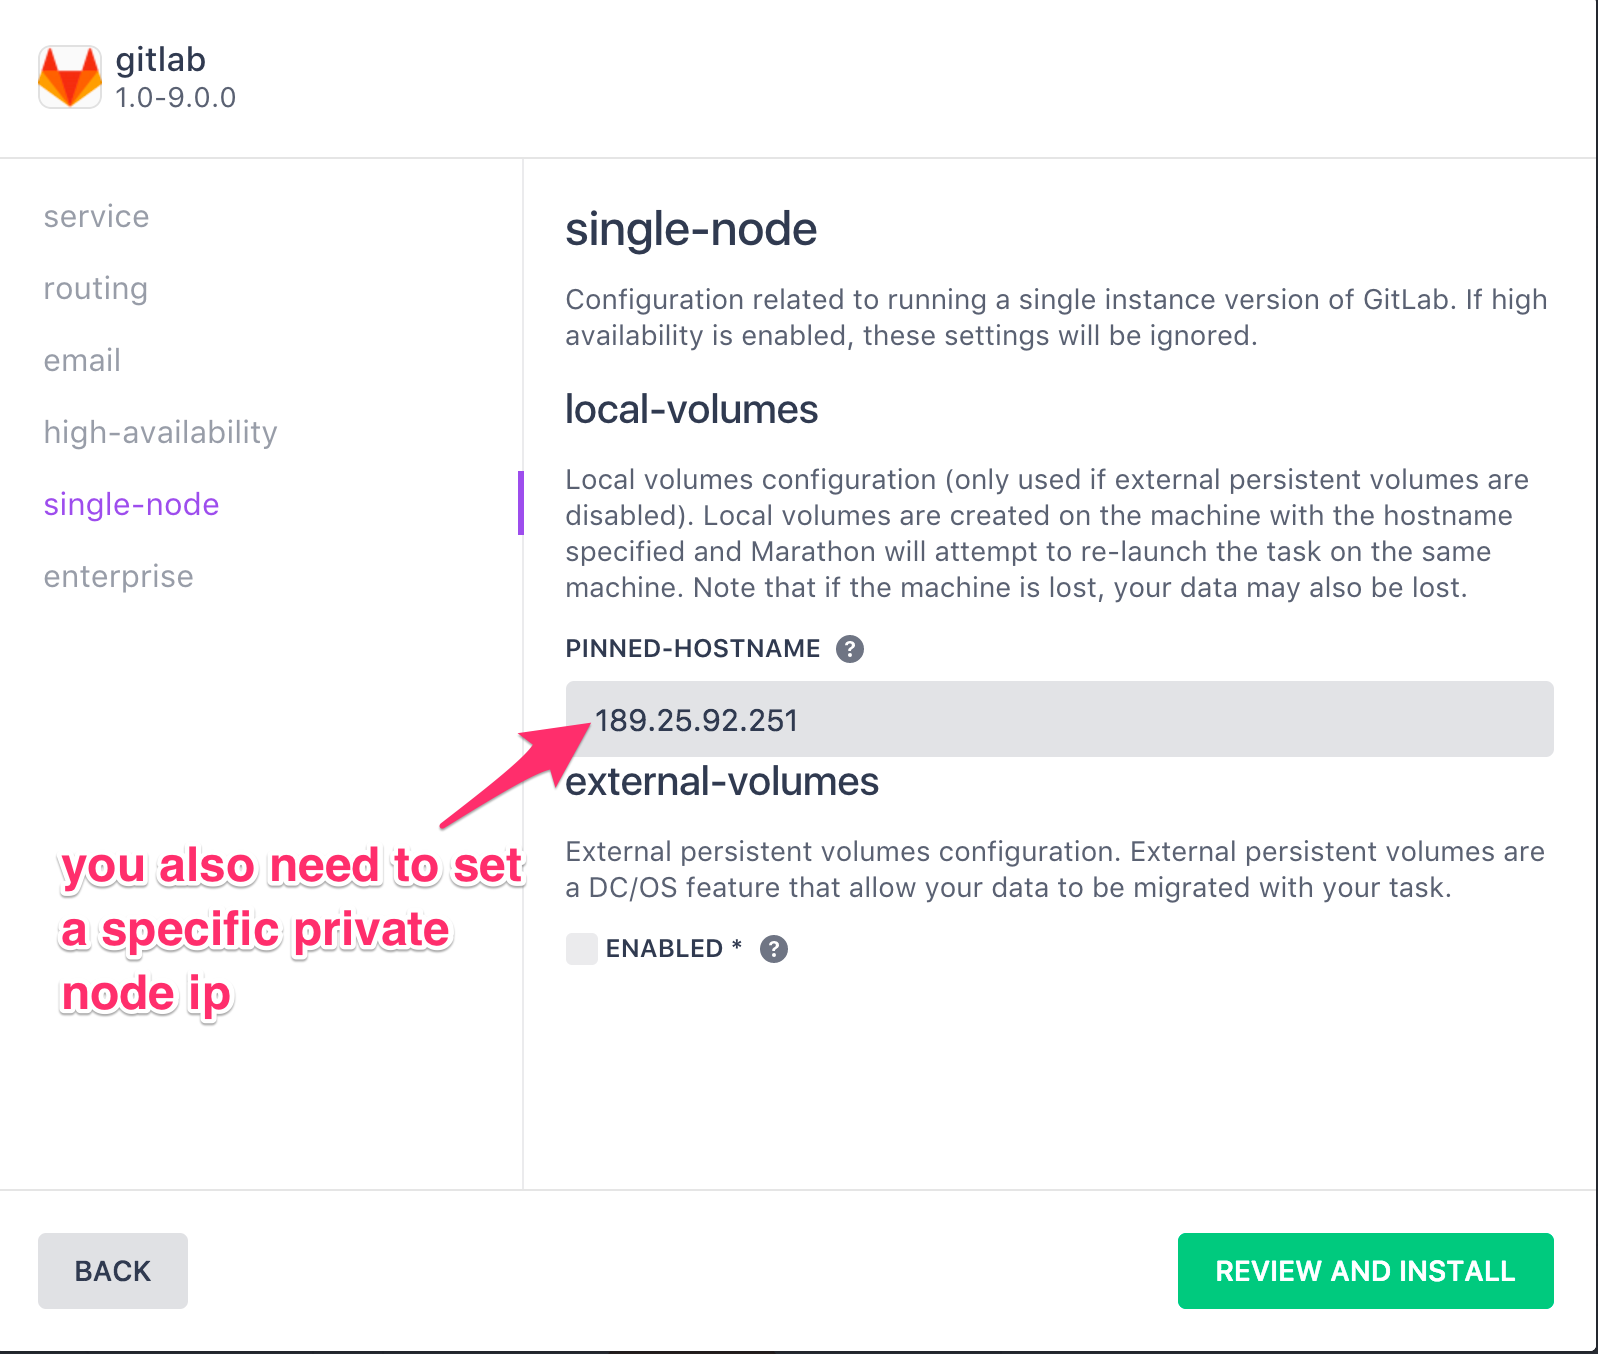 gitlab
1.0-9.0.0
service
routing
email
high-availability
single-node
enterprise
single-node
Configuration related to running a single instance version of GitLab. If high
availability is enabled, these settings will be ignored.
local-volumes
Local volumes configuration (only used if external persistent volumes are
disabled). Local volumes are created on the machine with the hostname
specified and Marathon will attempt to re-launch the task on the same
machine. Note that if the machine is lost, your data may also be lost.
PINNED-HOSTNAME ?
189.25.92.251
external-volumes
External persistent volumes configuration. External persistent volumes are
a DC/OS feature that allow your data to be migrated with your task.
ENABLED * ?
you also need to set
a specific private
node ip
BACK
REVIEW AND INSTALL